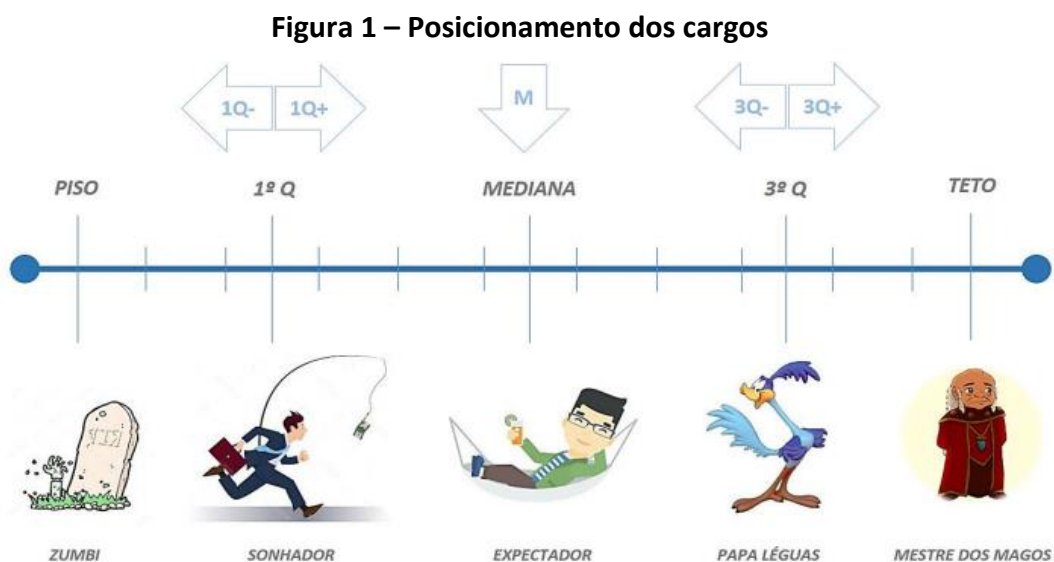 Figura 1 – Posicionamento dos cargos
1Q- 1Q+ M 3Q- 3Q+
PISO 1º Q MEDIANA 3º Q TETO
ZUMBI SONHADOR EXPECTADOR PAPA LÉGUAS MESTRE DOS MAGOS